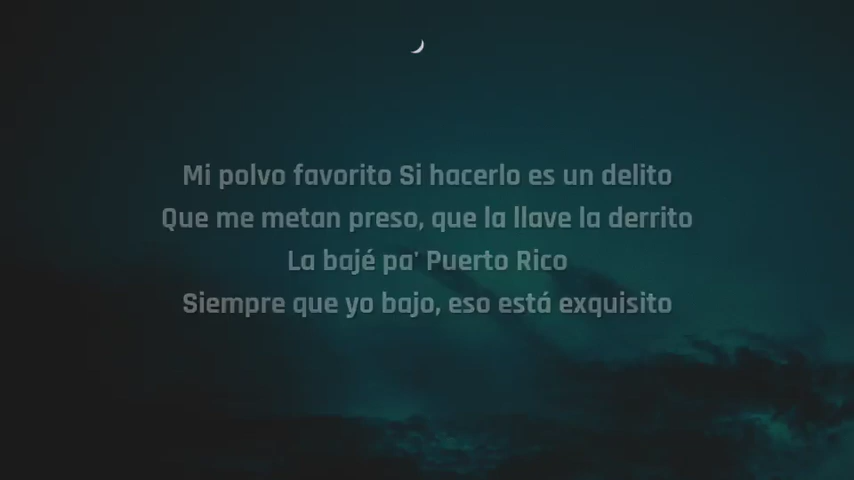 Mi polvo favorito Si hacerlo es un delito
Que me metan preso, que la llave la derrito
La bajé pa' Puerto Rico
Siempre que yo bajo, eso está exquisito